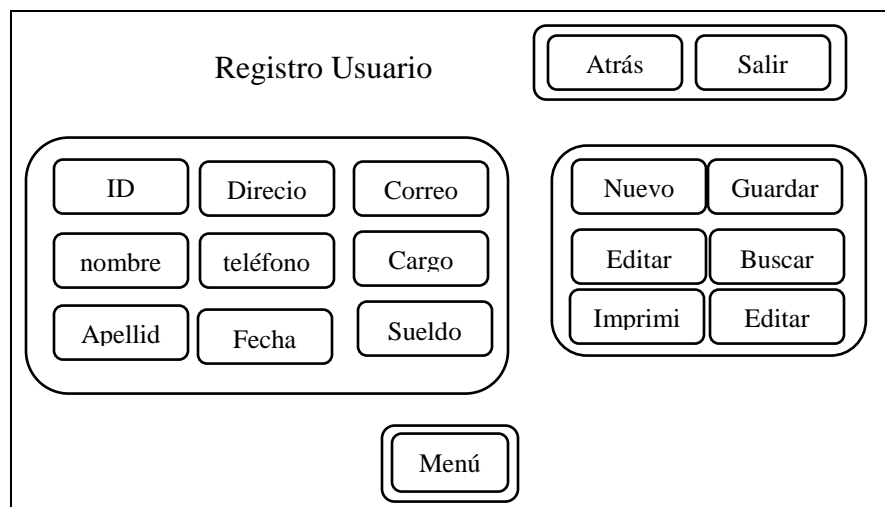 Registro Usuario
Atrás
Salir
ID
Direcio
Correo
nombre
teléfono
Cargo
Apellid
Fecha
Sueldo
Nuevo
Guardar
Editar
Buscar
Imprimi
Editar
Menú